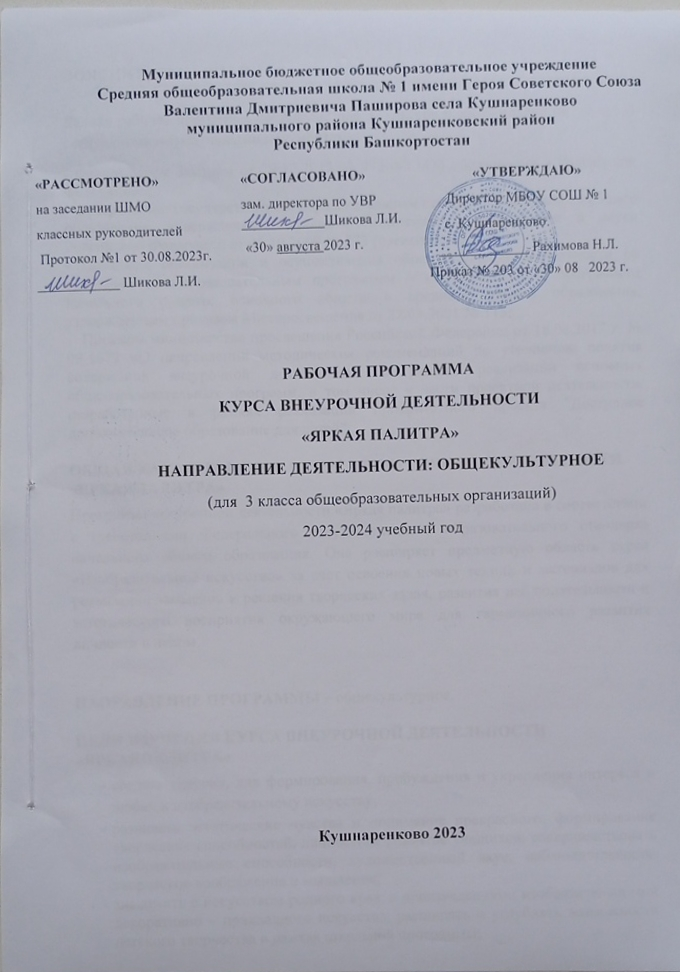 Муниципальное бюджетное общеобразовательное учреждение
Средняя общеобразовательная школа № 1 имени Героя Советского Союза
Валентина Дмитриевича Паширова села Кушнаренково
муниципального района Кушнаренковский район
Республики Башкортостан
«РАССМОТРЕНО»
на заседании ШМО
классных руководителей
Протокол №1 от 30.08.2023г.
Шикова Л.И.
«СОГЛАСОВАНО»
зам. директора по УВР
Шикова Л.И.
«30» августа 2023 г.
«УТВЕРЖДАЮ»
Директор МБОУ СОШ № 1
с. Кушнаренково
Рахимова Н.Л.
Приказ № 203 от «30» 08 2023 г.
РАБОЧАЯ ПРОГРАММА
КУРСА ВНЕУРОЧНОЙ ДЕЯТЕЛЬНОСТИ
«ЯРКАЯ ПАЛИТРА»
НАПРАВЛЕНИЕ ДЕЯТЕЛЬНОСТИ: ОБЩЕКУЛЬТУРНОЕ
(для 3 класса общеобразовательных организаций)
2023-2024 учебный год
Кушнаренково 2023